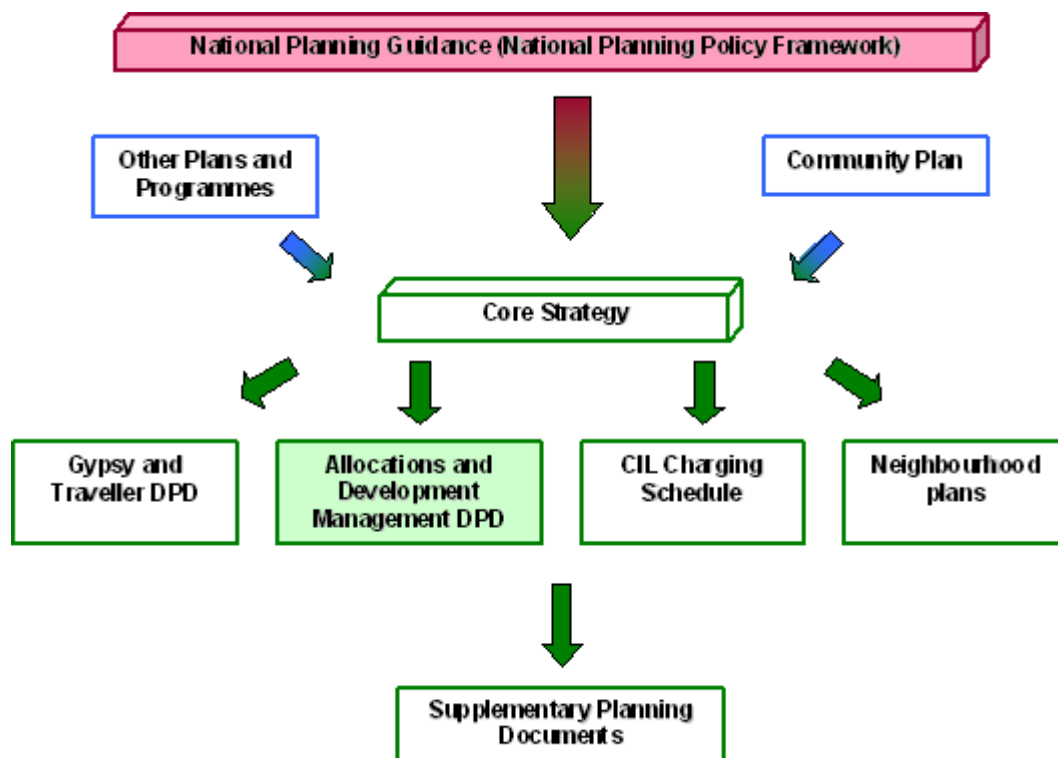 National Planning Guidance (National Planning Policy Framework)
Other Plans and
Programmes
Community Plan
Core Strategy
Gypsy and
Traveller DPD
Allocations and
Development
Management DPD
CIL Charging
Schedule
Neighbourhood
plans
Supplementary Planning
Documents